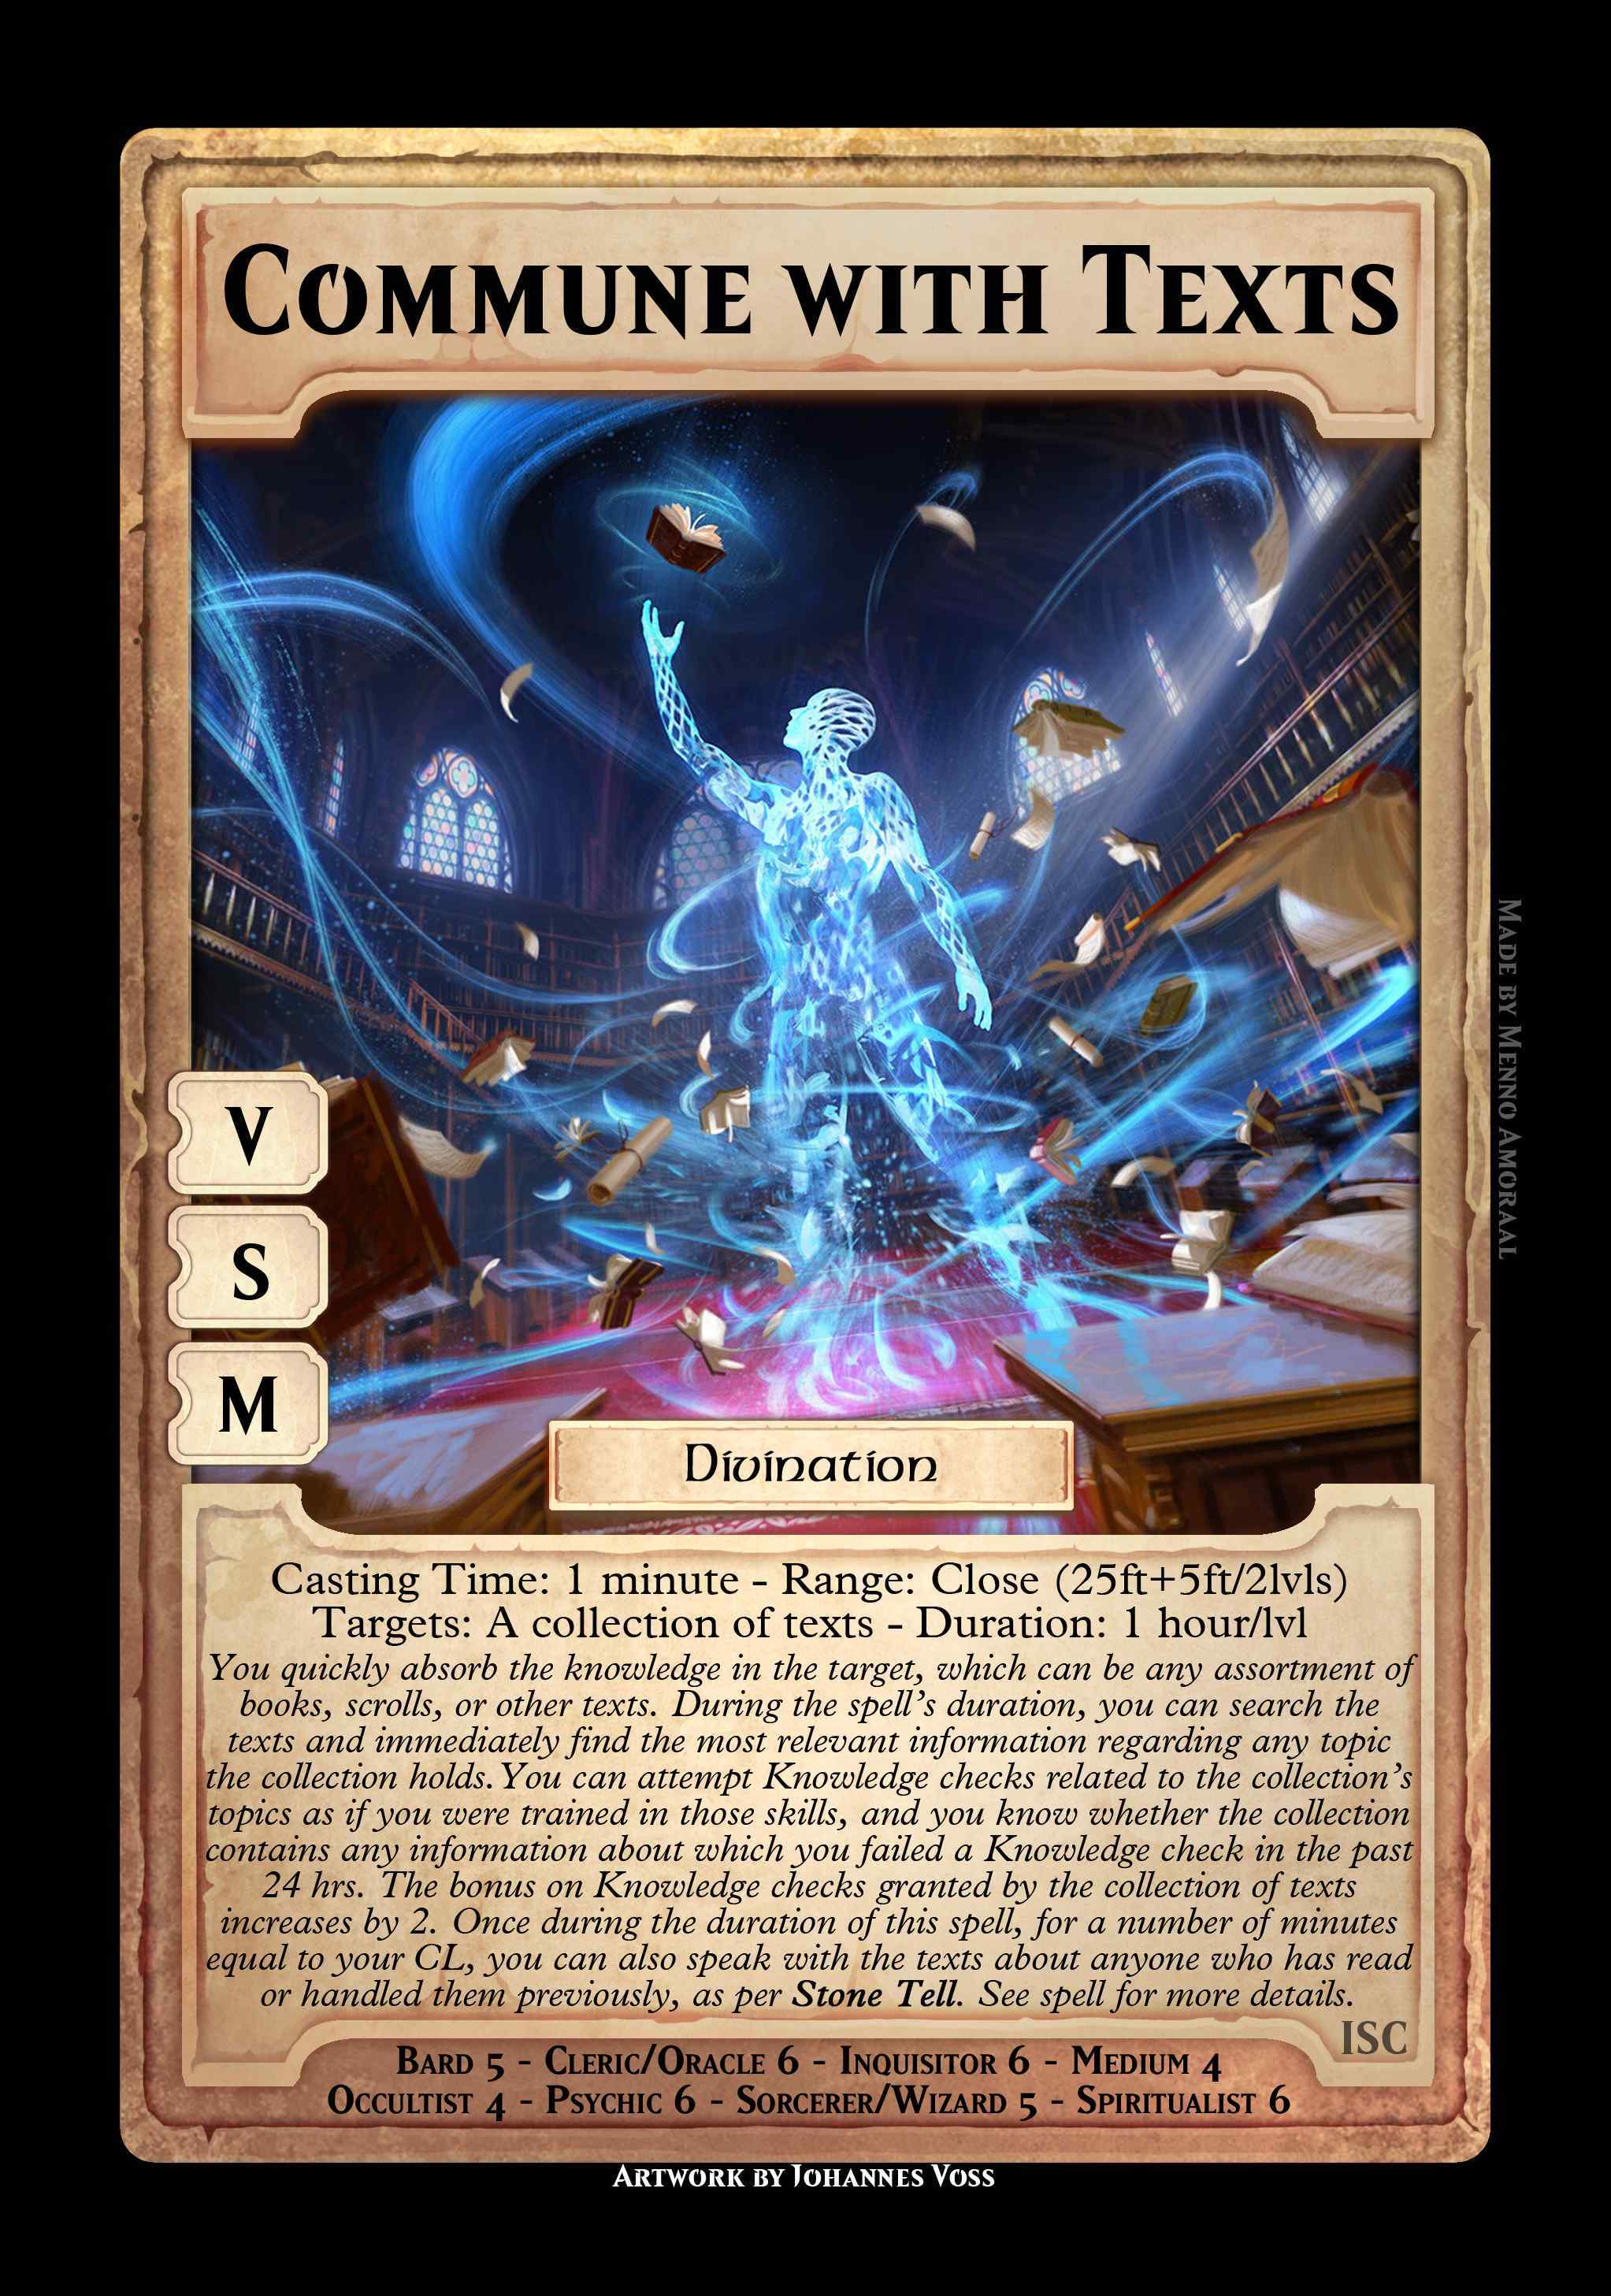 Commune with Texts
V
S
M
Divination
Casting Time: 1 minute - Range: Close (25ft+5ft/2lvls)
Targets: A collection of texts - Duration: 1 hour/lvl
You quickly absorb the knowledge in the target, which can be any assortment of
books, scrolls, or other texts. During the spell's duration, you can search the
texts and immediately find the most relevant information regarding any topic
the collection holds. You can attempt Knowledge checks related to the collection's
topics as if you were trained in those skills, and you know whether the collection
contains any information about which you failed a Knowledge check in the past
24 hrs. The bonus on Knowledge checks granted by the collection of texts
increases by 2. Once during the duration of this spell, for a number of minutes
equal to your CL, you can also speak with the texts about anyone who has read
or handled them previously, as per Stone Tell. See spell for more details.
ISC
Bard 5 - Cleric/Oracle 6 - Inquisitor 6 - Medium 4
Occultist 4 - Psychic 6 - Sorcerer/Wizard 5 - Spiritualist 6
Artwork by Johannes Voss
Made by Menno Amoraal